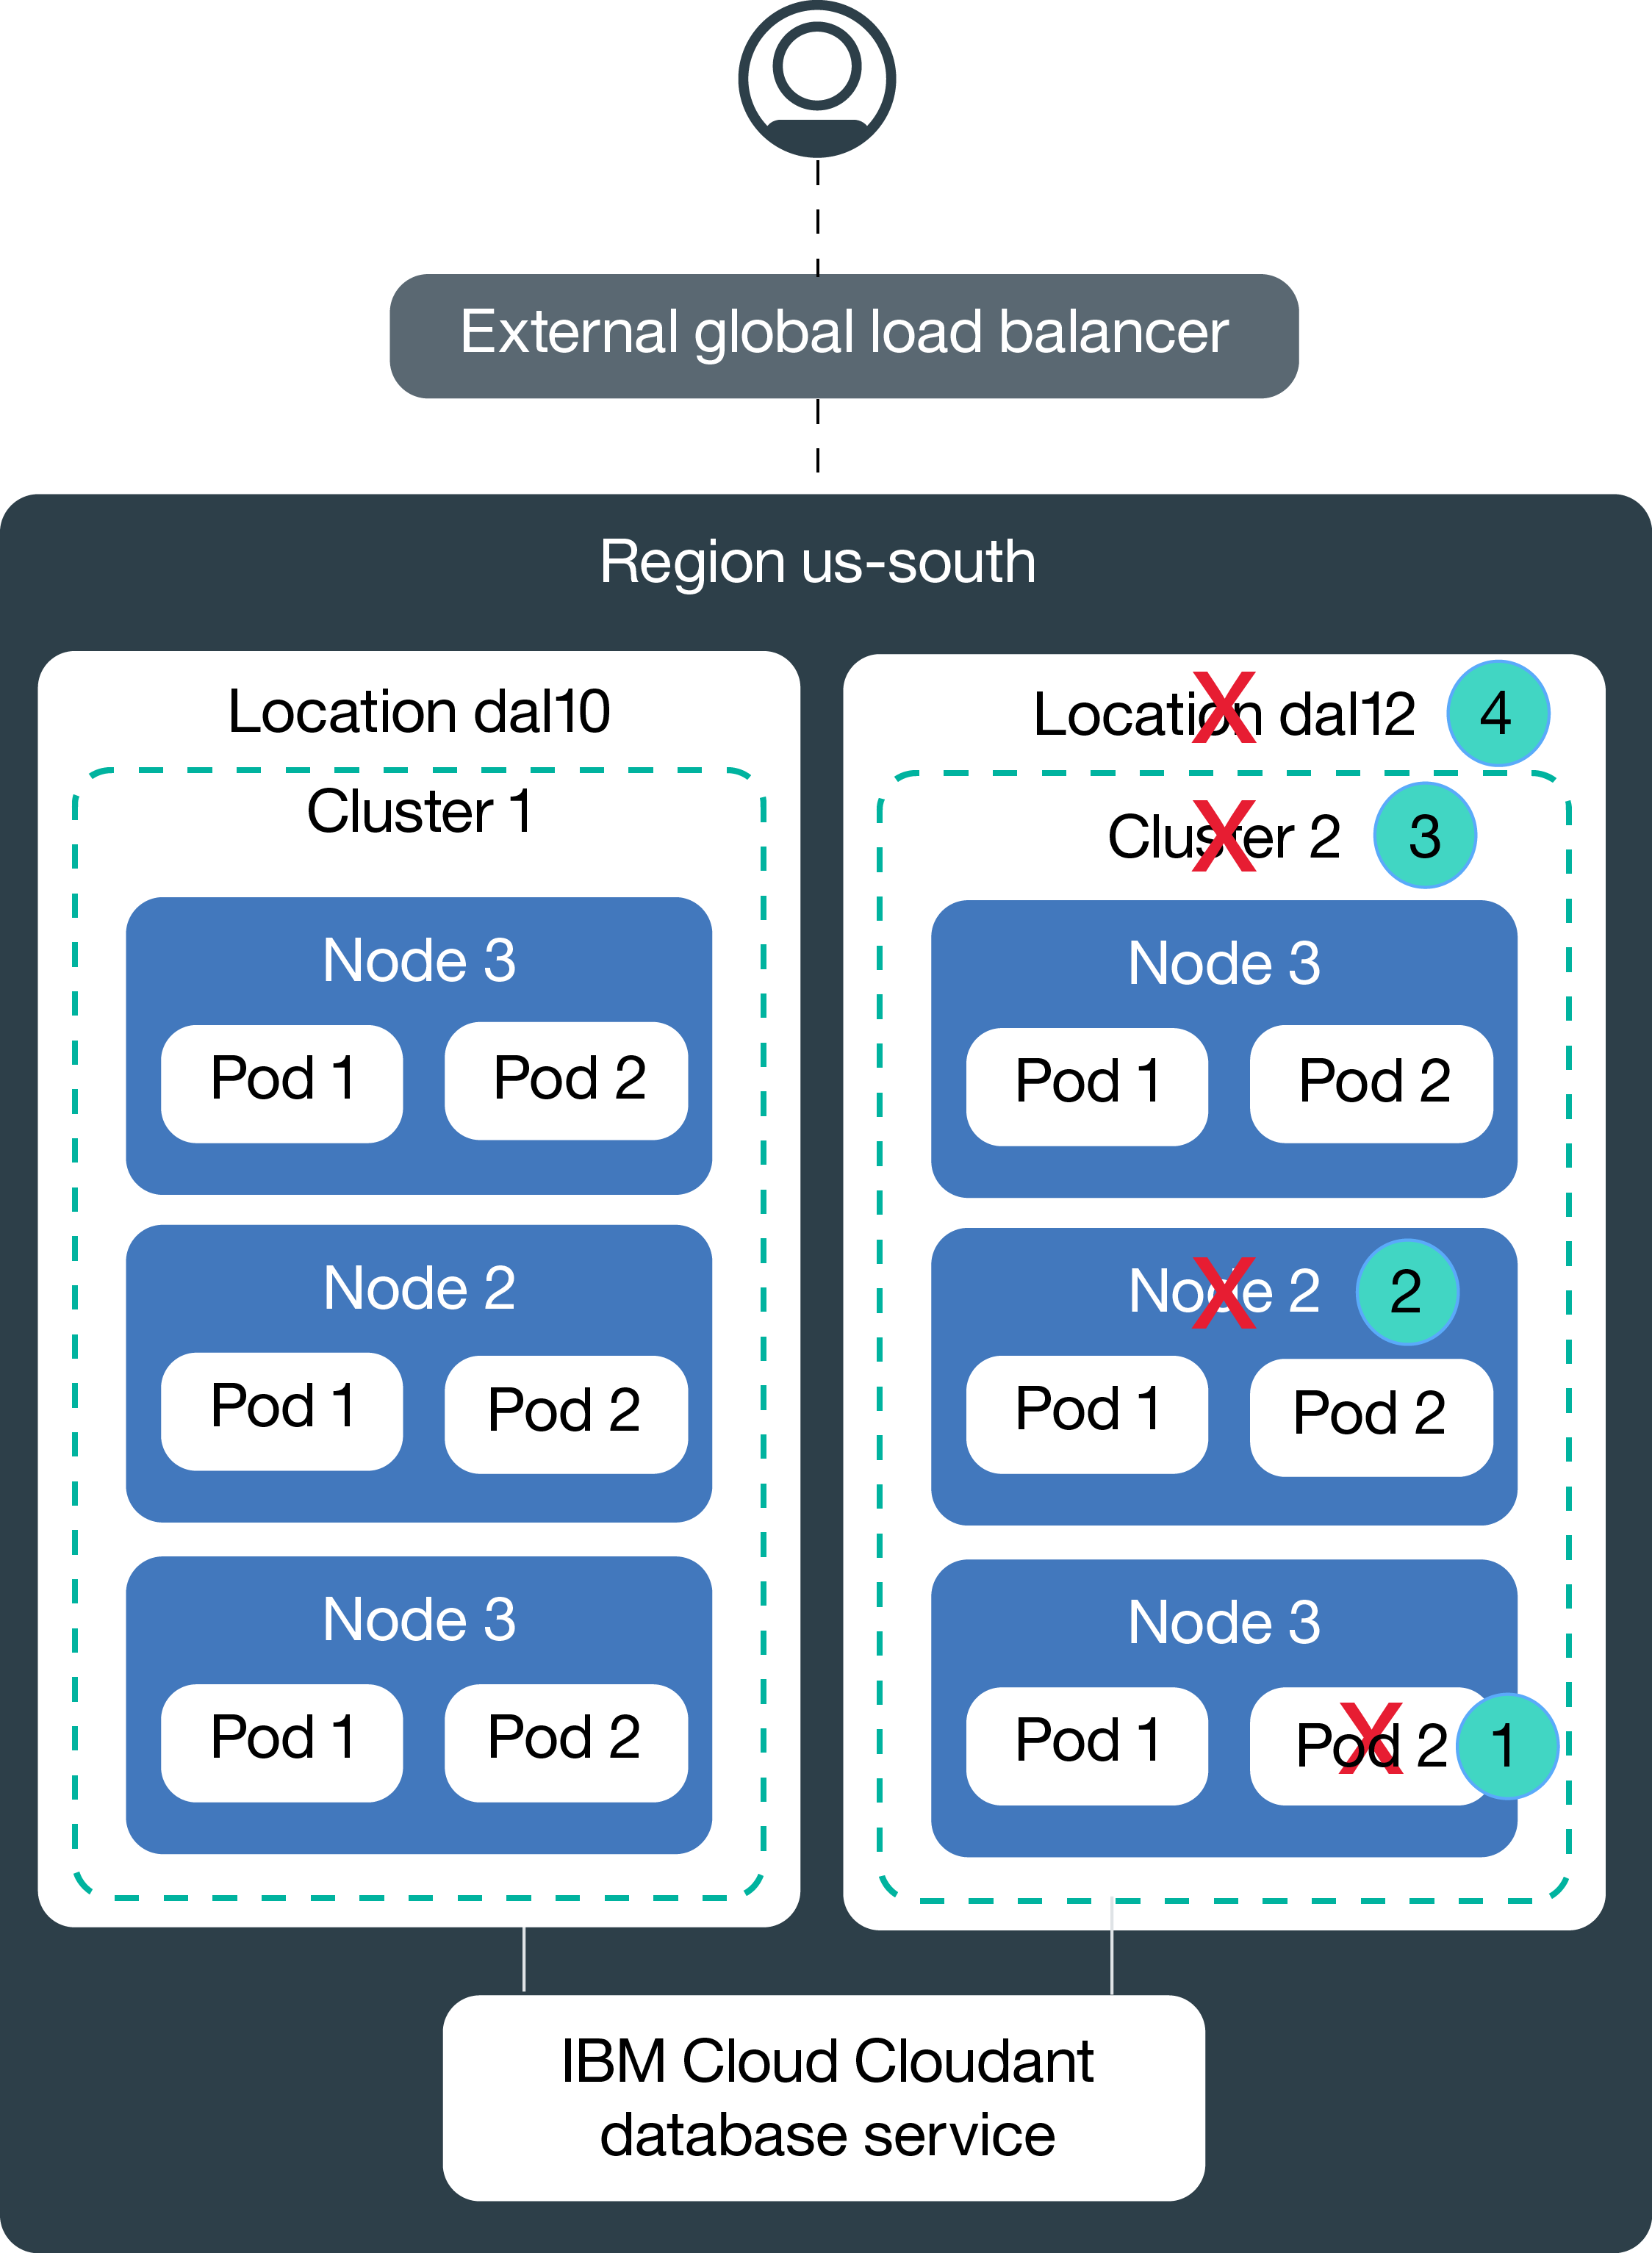 External global load balancer
Region us-south
Location dal10
Cluster 1
Node 3
Pod 1
Pod 2
Node 2
Pod 1
Pod 2
Node 3
Pod 1
Pod 2
Location dal12
X
4
Cluster 2
X
3
Node 3
Pod 1
Pod 2
Node 2
X
2
Pod 1
Pod 2
Node 3
Pod 1
Pod 2
X
1
IBM Cloud Cloudant
database service